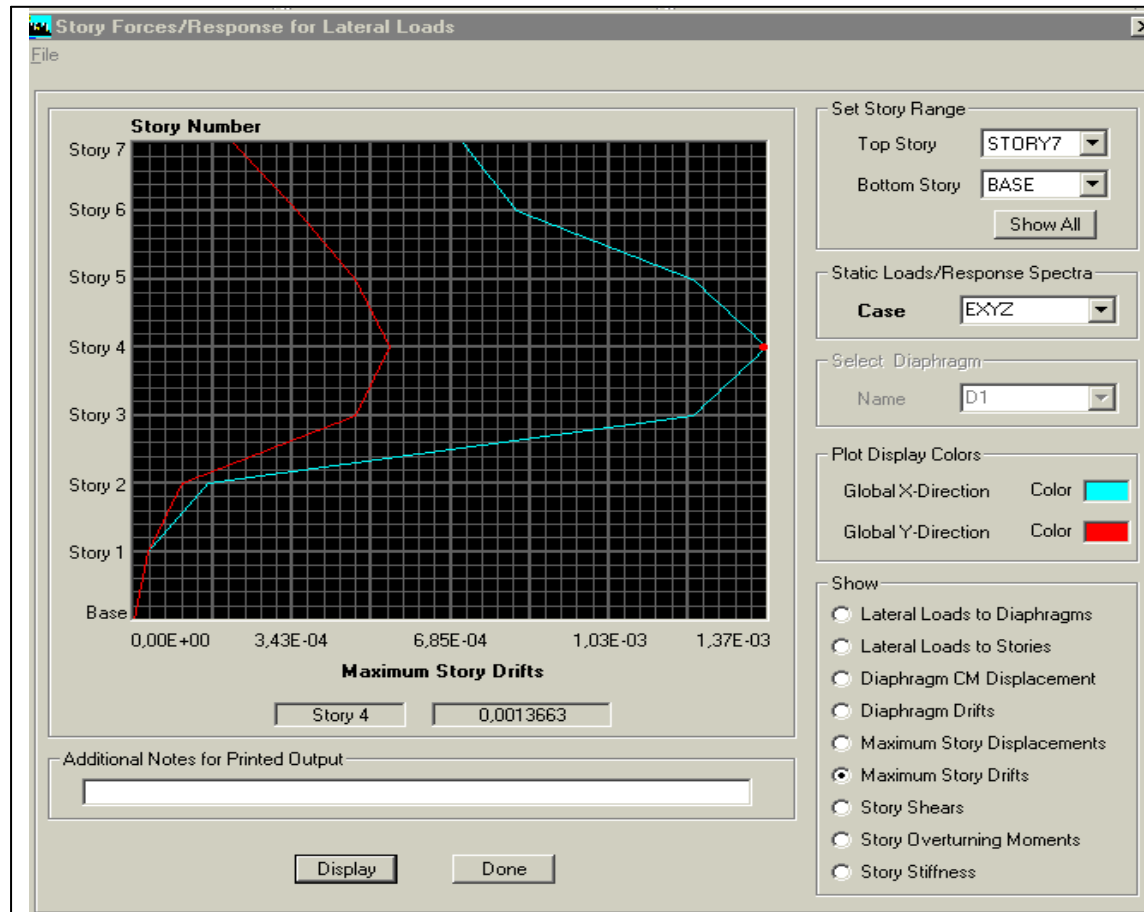 Story Forces/Response for Lateral Loads
File
Story Number
Story 7
Story 6
Story 5
Story 4
Story 3
Story 2
Story 1
Base
0,00E+00 3,43E-04 6,85E-04 1,03E-03 1,37E-03
Maximum Story Drifts
Story 4 0,0013663
Additional Notes for Printed Output
Display Done
Set Story Range
Top Story STORY7
Bottom Story BASE
Show All
Static Loads/Response Spectra
Case EXYZ
Select Diaphragm
Name D1
Plot Display Colors
Global X-Direction Color
Global Y-Direction Color
Show
Lateral Loads to Diaphragms
Lateral Loads to Stories
Diaphragm CM Displacement
Diaphragm Drifts
Maximum Story Displacements
Maximum Story Drifts
Story Shears
Story Overturning Moments
Story Stiffness